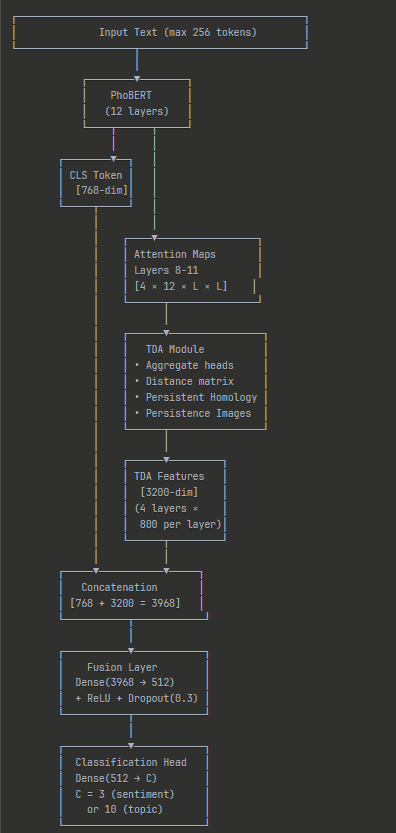 Input Text (max 256 tokens)
PhoBERT
(12 layers)
CLS Token
[768-dim]
Attention Maps
Layers 8-11
[4 × 12 × L × L]
TDA Module
• Aggregate heads
• Distance matrix
• Persistent Homology
• Persistence Images
TDA Features
[3200-dim]
(4 layers ×
800 per layer)
Concatenation
[768 + 3200 = 3968]
Fusion Layer
Dense(3968 → 512)
+ ReLU + Dropout(0.3)
Classification Head
Dense(512 → C)
C = 3 (sentiment)
or 10 (topic)